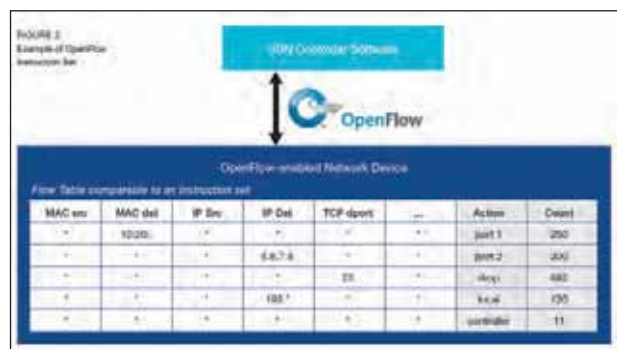 FIGURE 2
Example of OpenFlow
Instruction Set
SDN Controller Software
OpenFlow
OpenFlow-enabled Network Device
Flow Table comparable to an instruction set
MAC src MAC dst IP Src IP Dst TCP dport ... Action Count
* 10:20:. * * * * port 1 250
* * * 5.6.7.8 * * port 2 300
* * * * 25 * drop 892
* * * 192.* * * local 120
* * * * * * controller 11